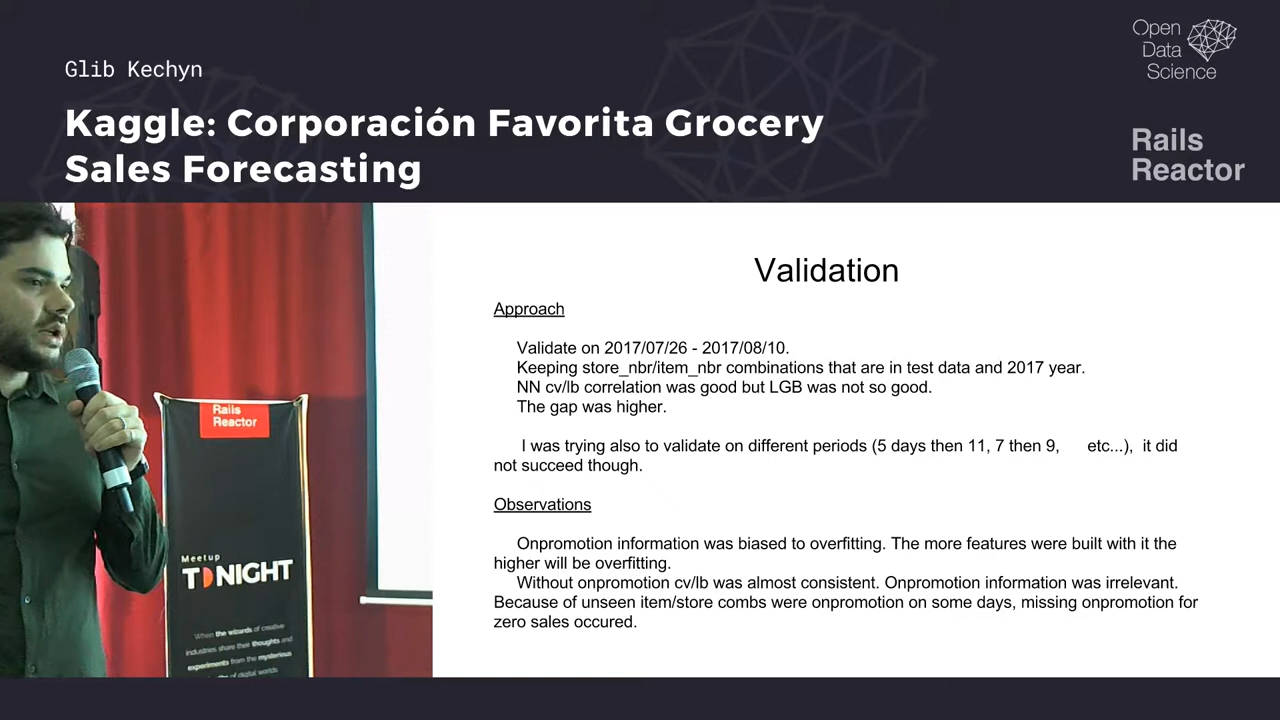 Glib Kechyn
Kaggle: Corporación Favorita Grocery
Sales Forecasting
Open
Data
Science
Rails
Reactor
Validation
Approach
Validate on 2017/07/26 - 2017/08/10.
Keeping store_nbr/item_nbr combinations that are in test data and 2017 year.
NN cv/lb correlation was good but LGB was not so good.
The gap was higher.
I was trying also to validate on different periods (5 days then 11, 7 then 9, etc...), it did
not succeed though.
Observations
Onpromotion information was biased to overfitting. The more features were built with it the
higher will be overfitting.
Without onpromotion cv/lb was almost consistent. Onpromotion information was irrelevant.
Because of unseen item/store combs were onpromotion on some days, missing onpromotion for
zero sales occured.
Rails
Reactor
Meetup
TONIGHT
When the wizards of creative
industries share their thoughts and
experiments from the mysterious
of digital worlds